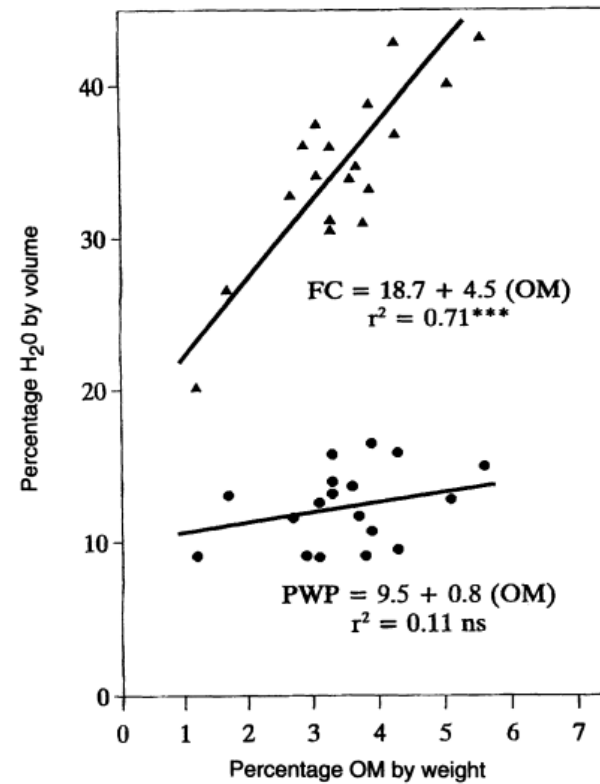 40
30
FC = 18.7 + 4.5 (OM)
r² = 0.71***
20
10
PWP = 9.5 + 0.8 (OM)
r² = 0.11 ns
0
0 1 2 3 4 5 6 7
Percentage OM by weight
Percentage H₂0 by volume